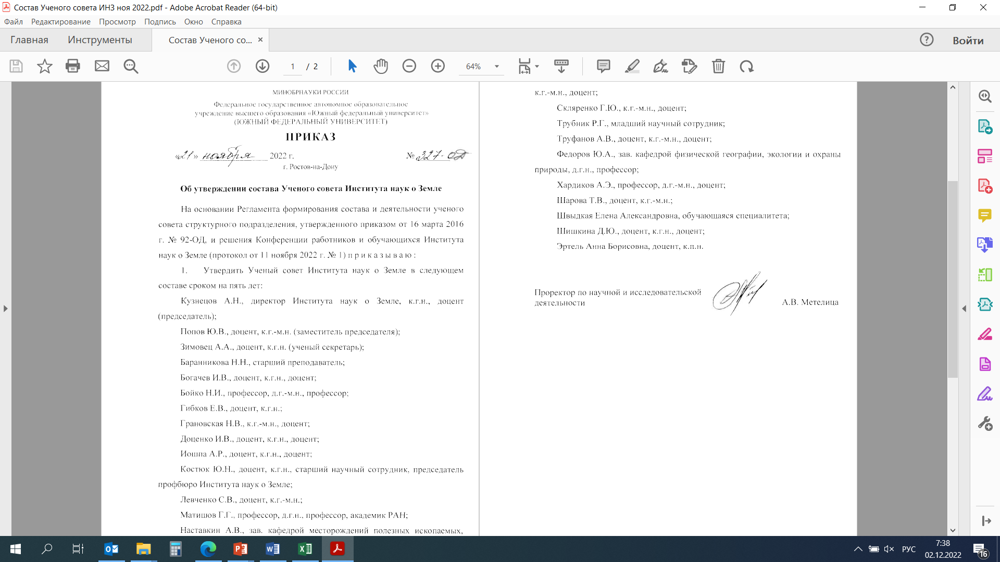 Состав Ученого совета ИНЗ ноя 2022.pdf - Adobe Acrobat Reader (64-bit)
Файл Редактирование Просмотр Подпись Окно Справка
Главная Инструменты Состав Ученого со... × Войти
1 / 2 64%
МИНОБРНАУКИ РОССИИ
Федеральное государственное автономное образовательное
учреждение высшего образования «Южный федеральный университет»
(ЮЖНЫЙ ФЕДЕРАЛЬНЫЙ УНИВЕРСИТЕТ)
ПРИКАЗ
«21» ноября 2022 г. № 327-ОД
г. Ростов-на-Дону
Об утверждении состава Ученого совета Института наук о Земле
На основании Регламента формирования состава и деятельности ученого
совета структурного подразделения, утвержденного приказом от 16 марта 2016
г. № 92-ОД, и решения Конференции работников и обучающихся Института
наук о Земле (протокол от 11 ноября 2022 г. № 1) п р и к а з ы в а ю :
1. Утвердить Ученый совет Института наук о Земле в следующем
составе сроком на пять лет:
Кузнецов А.Н., директор Института наук о Земле, к.г.н., доцент
(председатель);
Попов Ю.В., доцент, к.г.-м.н. (заместитель председателя);
Зимовец А.А., доцент, к.г.н. (ученый секретарь);
Баранникова Н.Н., старший преподаватель;
Богачев И.В., доцент, к.г.н., доцент;
Бойко Н.И., профессор, д.г.-м.н., профессор;
Гибков Е.В., доцент, к.г.н.;
Грановская Н.В., к.г.-м.н., доцент;
Доценко И.В., доцент, к.г.н., доцент;
Иошпа А.Р., доцент, к.г.н., доцент;
Костюк Ю.Н., доцент, к.г.н., старший научный сотрудник, председатель
профбюро Института наук о Земле;
Левченко С.В., доцент, к.г.-м.н.;
Матишов Г.Г., профессор, д.г.н., профессор, академик РАН;
Наставкин А.В., зав. кафедрой месторождений полезных ископаемых,
к.г.-м.н., доцент;
Скляренко Г.Ю., к.г.-м.н., доцент;
Трубник Р.Г., младший научный сотрудник;
Труфанов А.В., доцент, к.г.-м.н., доцент;
Федоров Ю.А., зав. кафедрой физической географии, экологии и охраны
природы, д.г.н., профессор;
Хардиков А.Э., профессор, д.г.-м.н., доцент;
Шарова Т.В., доцент, к.г.-м.н.;
Швыдкая Елена Александровна, обучающаяся специалитета;
Шишкина Д.Ю., доцент, к.г.н., доцент;
Эртель Анна Борисовна, доцент, к.п.н.
Проректор по научной и исследовательской
деятельности А.В. Метелица
РУС 7:38
02.12.2022 16